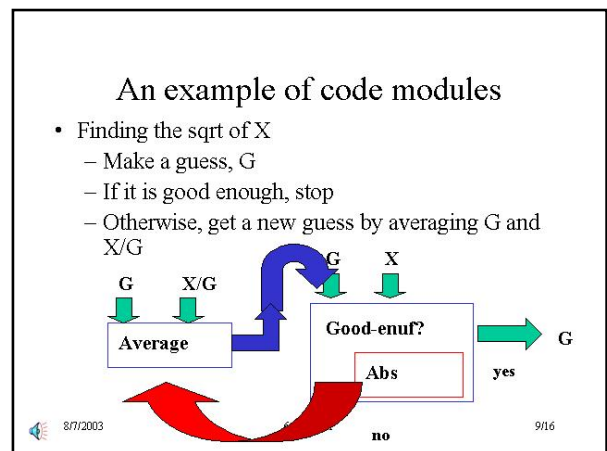 An example of code modules
• Finding the sqrt of X
– Make a guess, G
– If it is good enough, stop
– Otherwise, get a new guess by averaging G and
X/G
G X
G X/G
Good-enuf?
Average
G
Abs
yes
8/7/2003
9/16
no